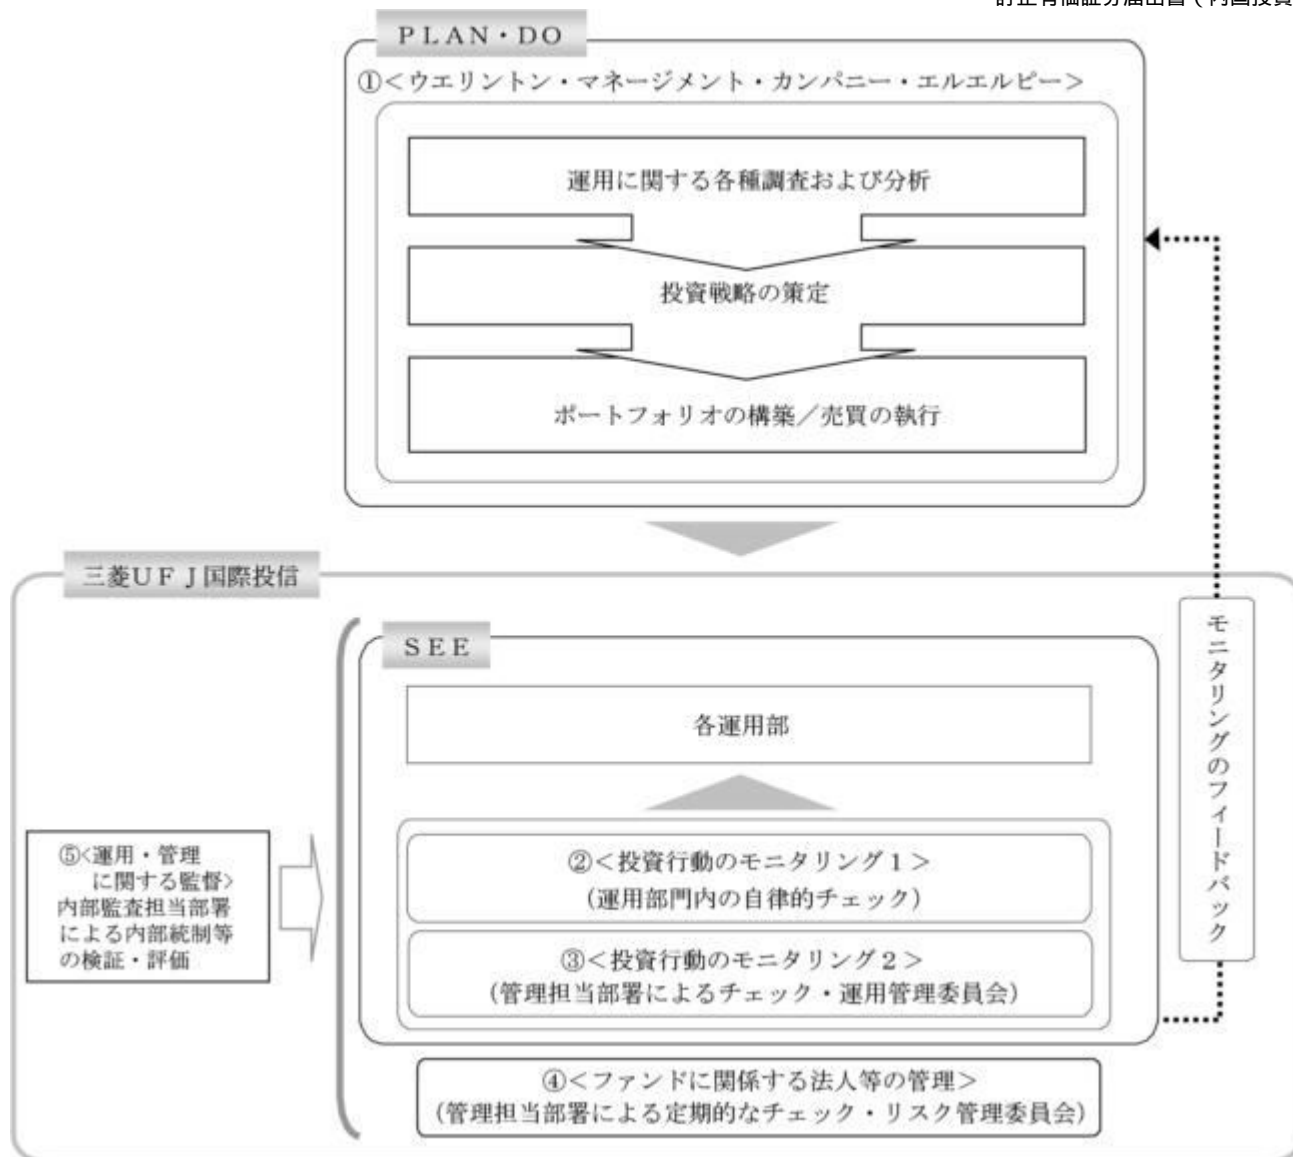 訂正有価証券届出書（内国投資
ＰＬＡＮ・ＤＯ
①＜ウエリントン・マネージメント・カンパニー・エルエルピー＞
運用に関する各種調査および分析
投資戦略の策定
ポートフォリオの構築／売買の執行
三菱ＵＦＪ国際投信
ＳＥＥ
各運用部
②＜投資行動のモニタリング１＞
（運用部門内の自律的チェック）
③＜投資行動のモニタリング２＞
（管理担当部署によるチェック・運用管理委員会）
④＜ファンドに関係する法人等の管理＞
（管理担当部署による定期的なチェック・リスク管理委員会）
⑤<運用・管理
に関する監督>
内部監査担当部署
による内部統制等
の検証・評価
モニタリングのフィードバック